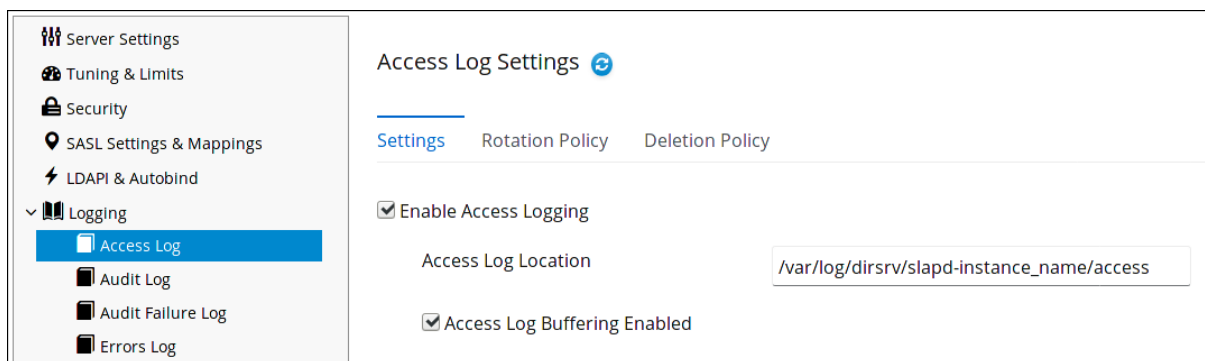 Server Settings
Tuning & Limits
Security
SASL Settings & Mappings
LDAPI & Autobind
Logging
Access Log
Audit Log
Audit Failure Log
Errors Log
Access Log Settings
Settings Rotation Policy Deletion Policy
Enable Access Logging
Access Log Location /var/log/dirsrv/slapd-instance_name/access
Access Log Buffering Enabled